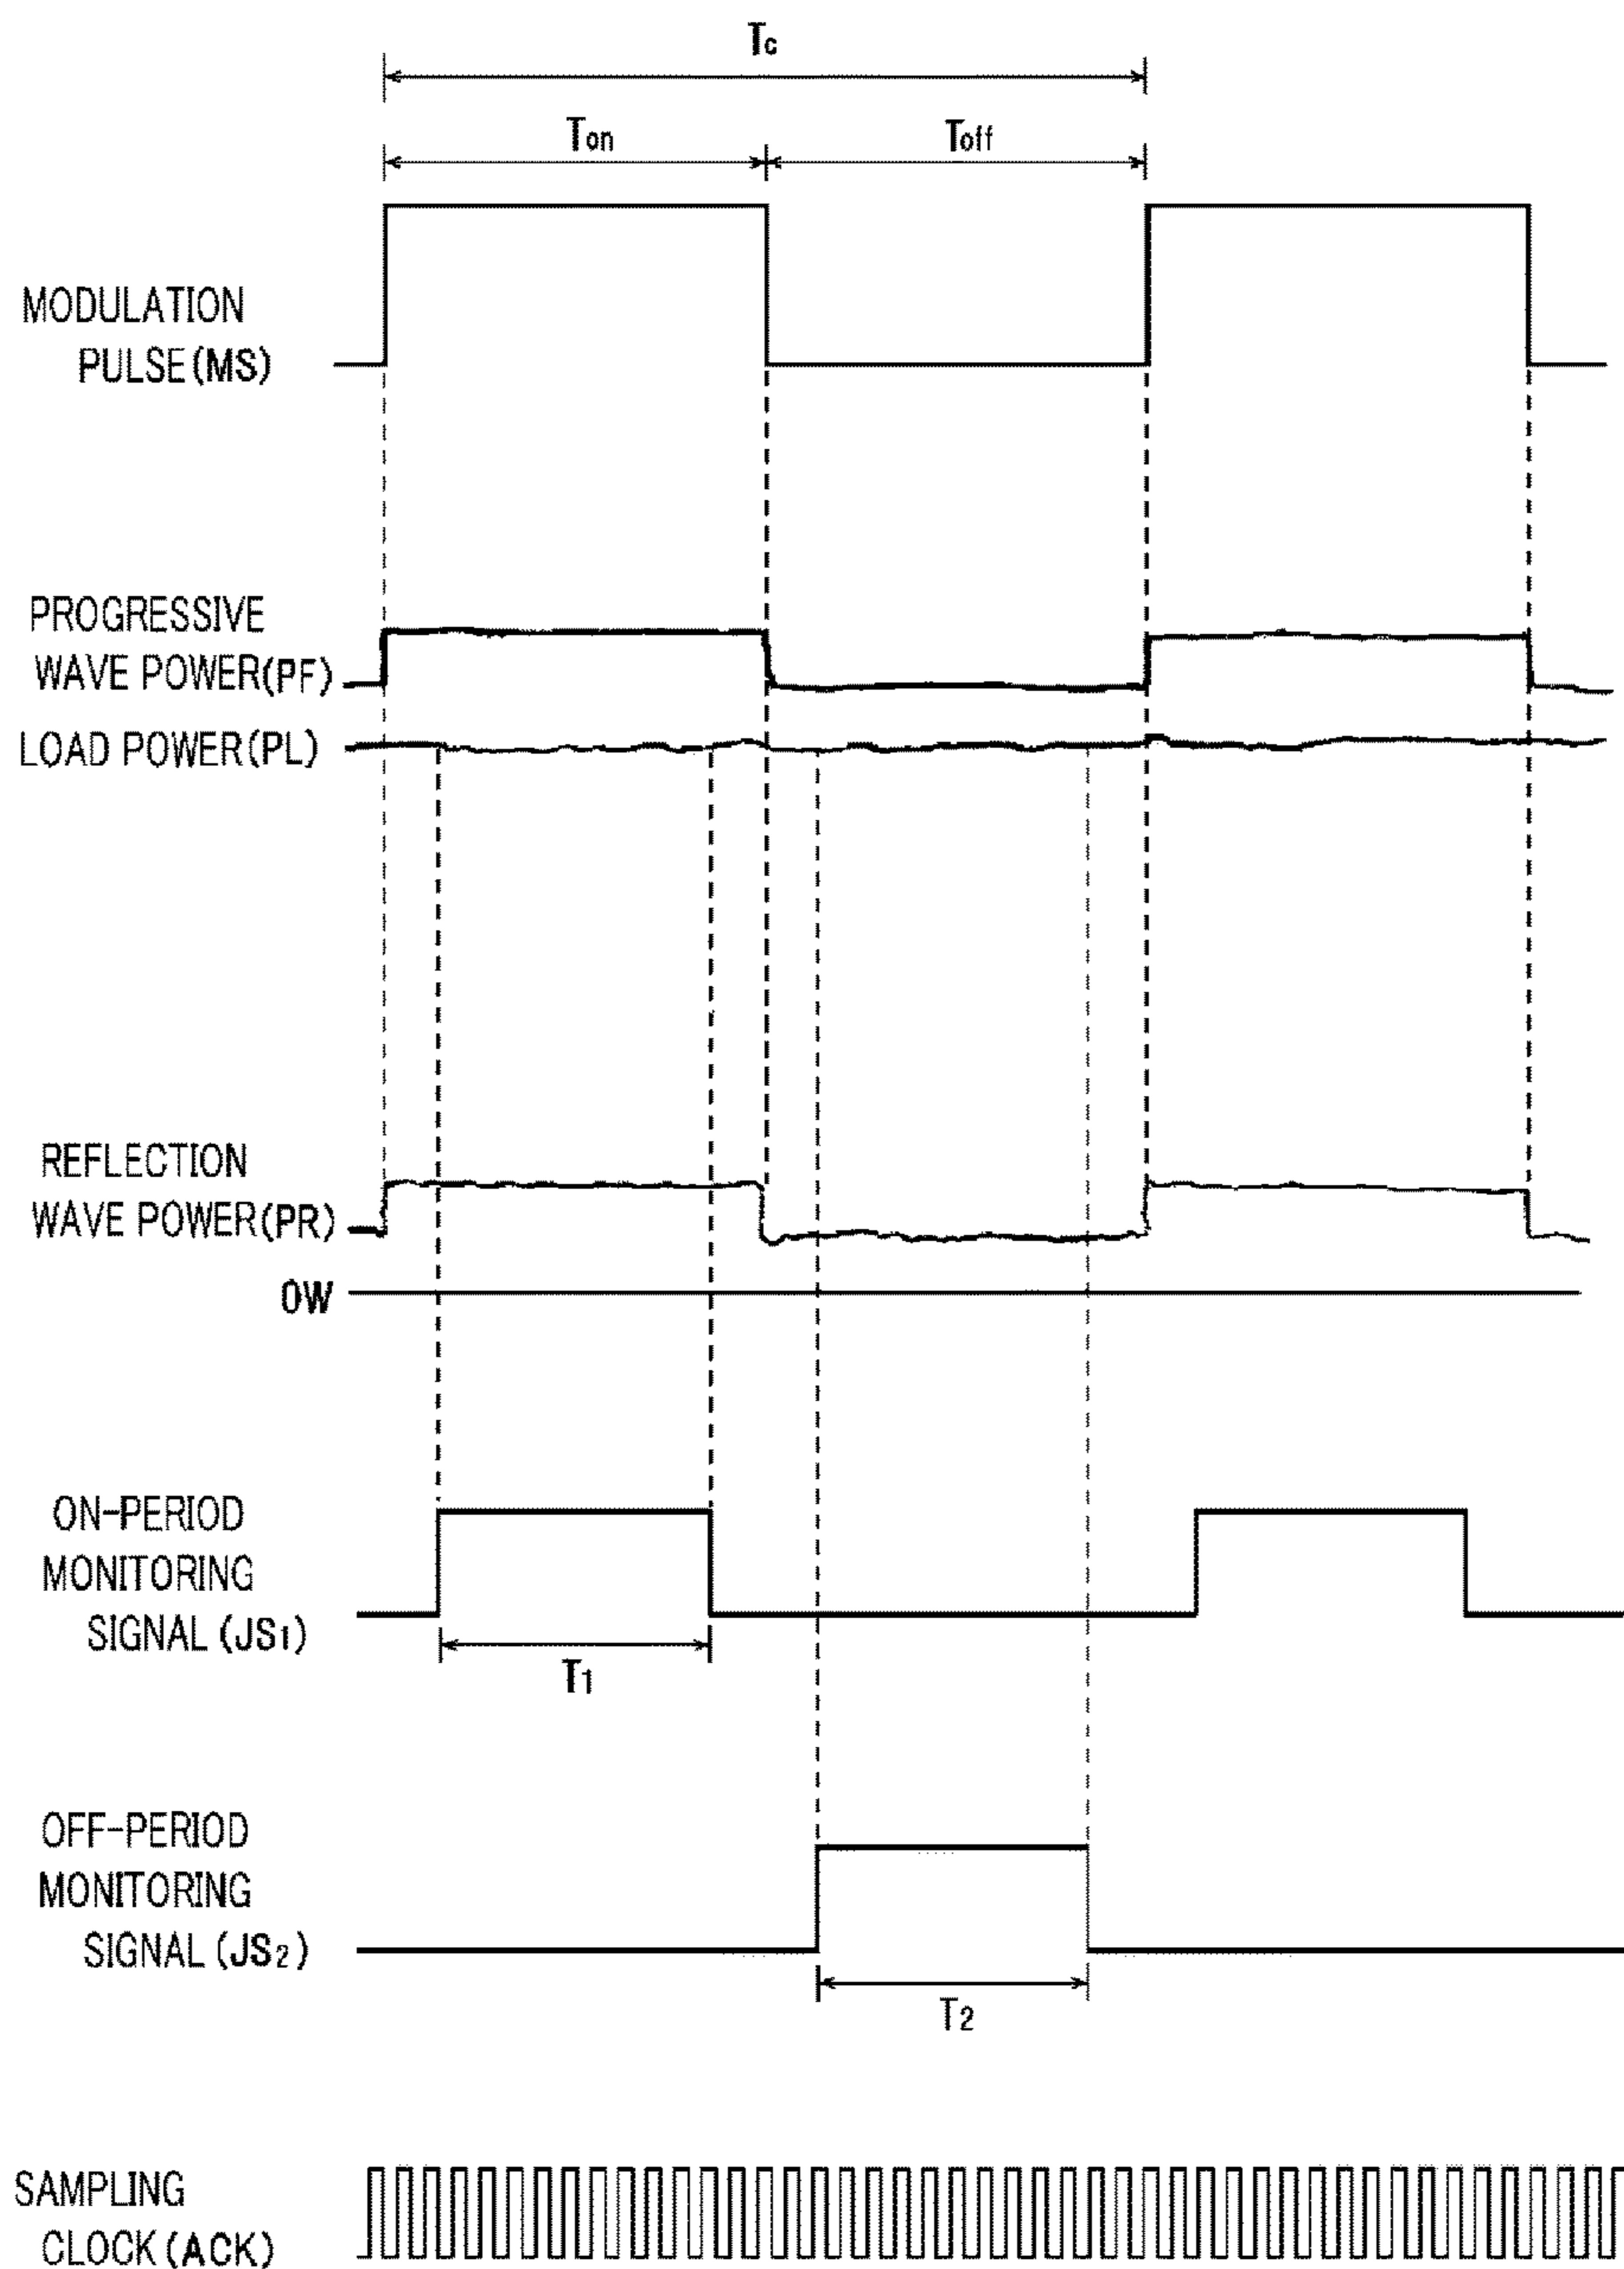 Tc
Ton
Toff
MODULATION
PULSE(MS)
PROGRESSIVE
WAVE POWER(PF)
LOAD POWER(PL)
REFLECTION
WAVE POWER(PR)
0W
ON-PERIOD
MONITORING
SIGNAL(JS1)
T1
OFF-PERIOD
MONITORING
SIGNAL(JS2)
T2
SAMPLING
CLOCK(ACK)